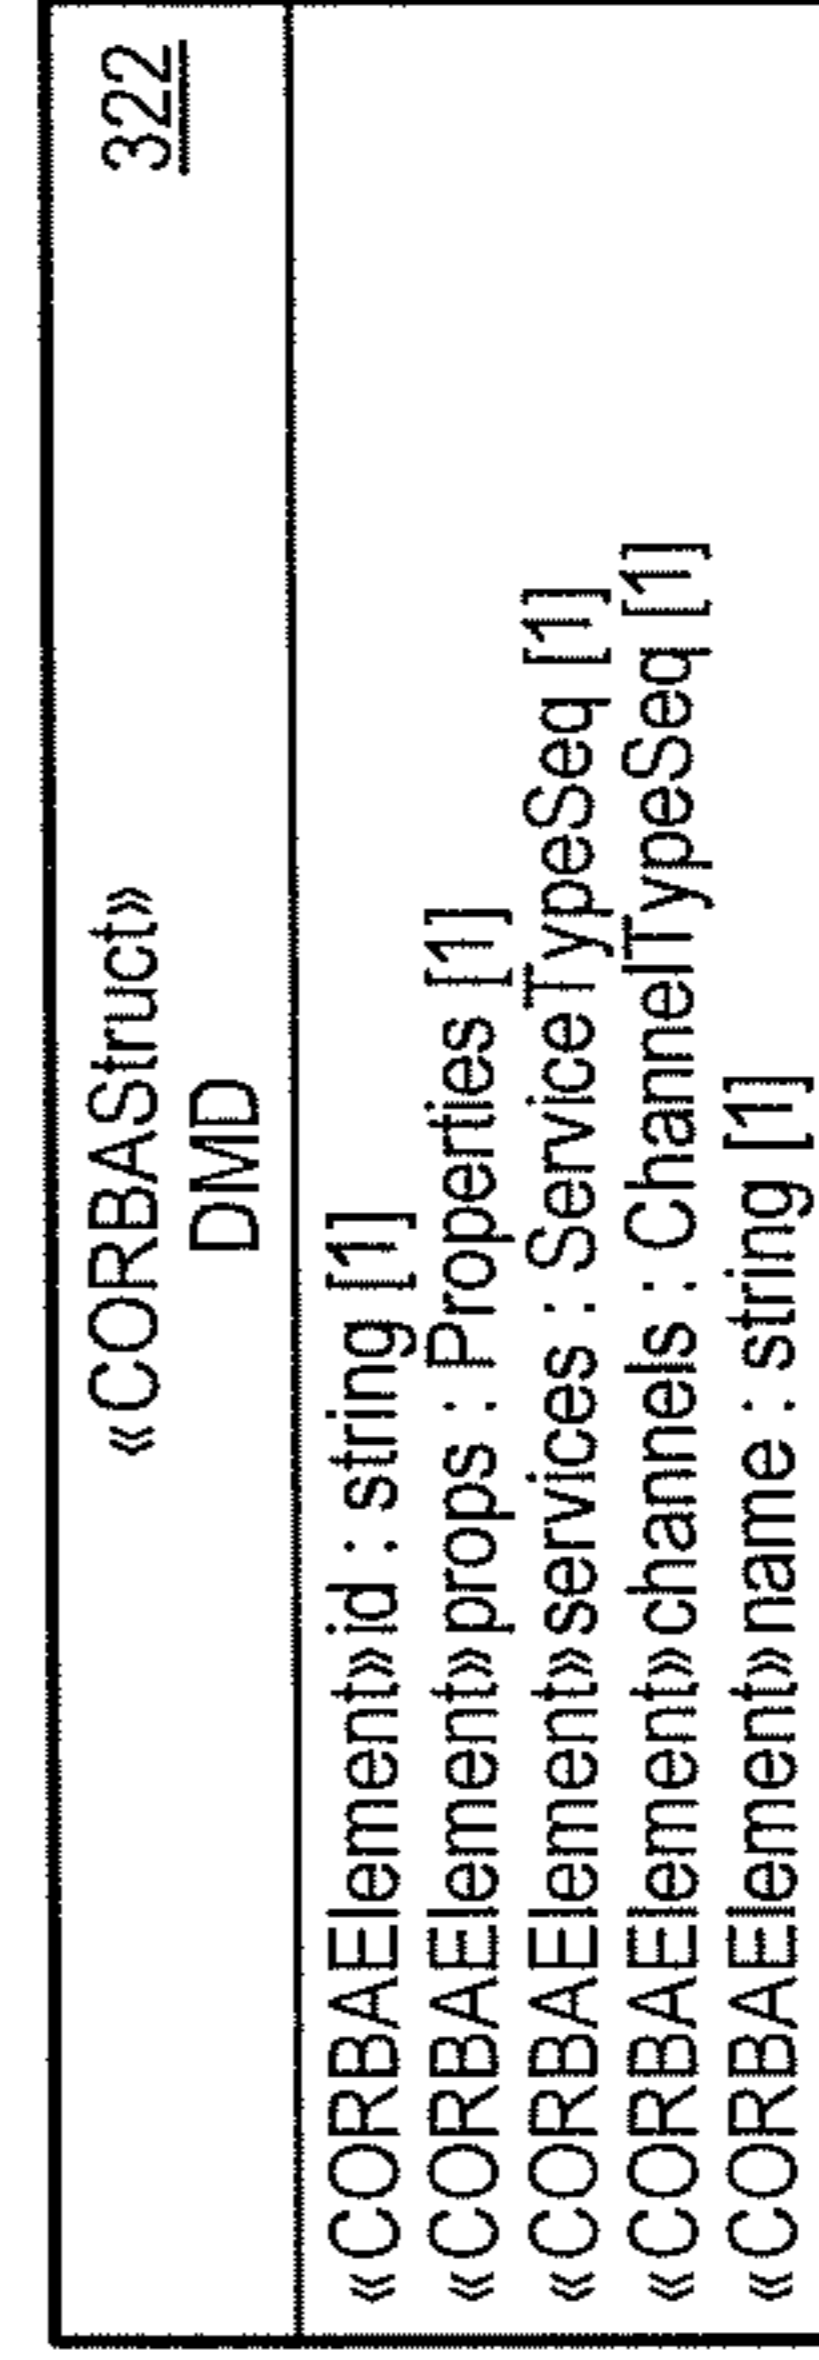 «CORBAStruct» 322
DMD
«CORBAElement» id : string [1]
«CORBAElement» props : Properties [1]
«CORBAElement» services : ServiceTypeSeq [1]
«CORBAElement» channels : ChannelTypeSeq [1]
«CORBAElement» name : string [1]